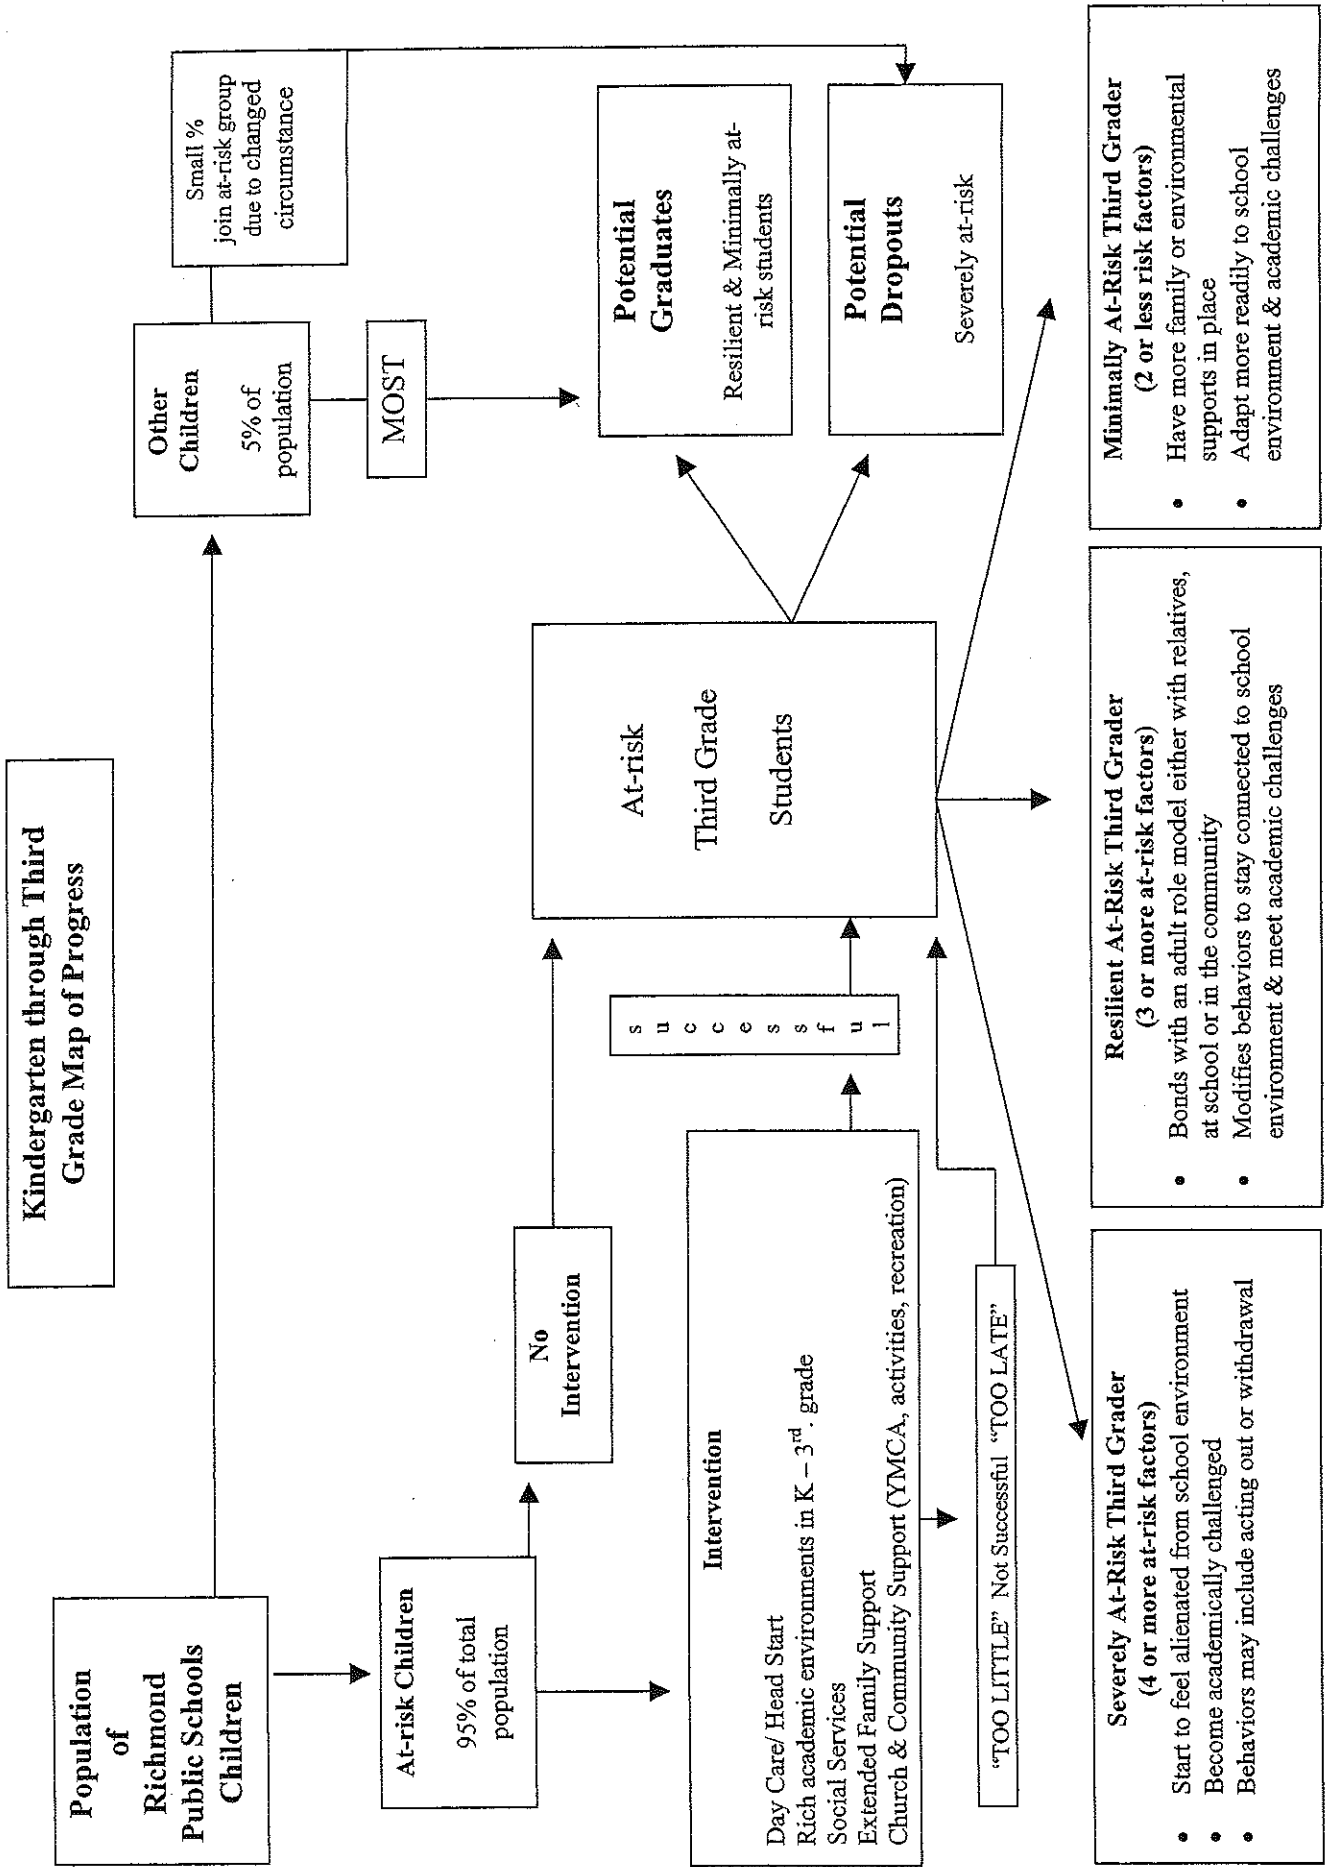 Kindergarten through Third
Grade Map of Progress
Population
of
Richmond
Public Schools
Children
Other
Children
5% of
population
Small %
join at-risk group
due to changed
circumstance
MOST
At-risk Children
95% of total
population
No
Intervention
Intervention
Day Care/ Head Start
Rich academic environments in K – 3rd . grade
Social Services
Extended Family Support
Church & Community Support (YMCA, activities, recreation)
s
u
c
c
e
s
s
f
u
l
"TOO LITTLE" Not Successful "TOO LATE"
At-risk
Third Grade
Students
Potential
Graduates
Resilient & Minimally at-
risk students
Potential
Dropouts
Severely at-risk
Severely At-Risk Third Grader
(4 or more at-risk factors)
• Start to feel alienated from school environment
• Become academically challenged
• Behaviors may include acting out or withdrawal
Resilient At-Risk Third Grader
(3 or more at-risk factors)
• Bonds with an adult role model either with relatives,
at school or in the community
• Modifies behaviors to stay connected to school
environment & meet academic challenges
Minimally At-Risk Third Grader
(2 or less risk factors)
• Have more family or environmental
supports in place
• Adapt more readily to school
environment & academic challenges